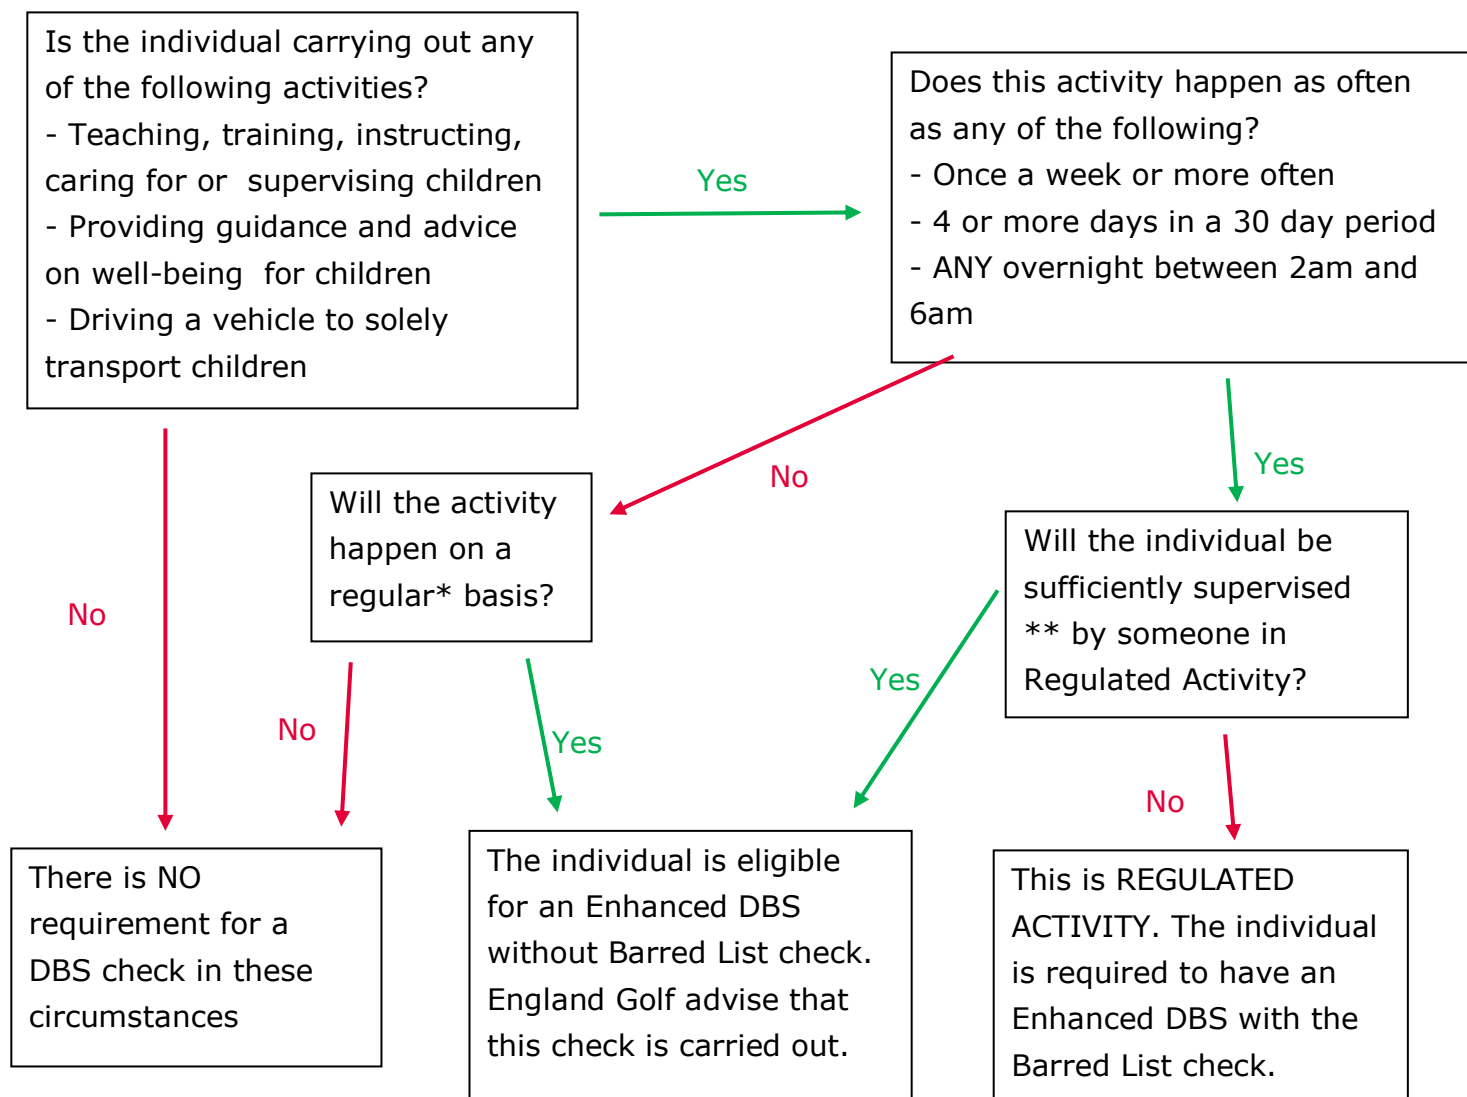 Is the individual carrying out any
of the following activities?
- Teaching, training, instructing,
caring for or  supervising children
- Providing guidance and advice
on well-being  for children
- Driving a vehicle to solely
transport children
Yes
Does this activity happen as often
as any of the following?
- Once a week or more often
- 4 or more days in a 30 day period
- ANY overnight between 2am and
6am
No
No
Will the activity
happen on a
regular* basis?
Yes
Will the individual be
sufficiently supervised
** by someone in
Regulated Activity?
No
Yes
Yes
No
There is NO
requirement for a
DBS check in these
circumstances
The individual is eligible
for an Enhanced DBS
without Barred List check.
England Golf advise that
this check is carried out.
This is REGULATED
ACTIVITY. The individual
is required to have an
Enhanced DBS with the
Barred List check.